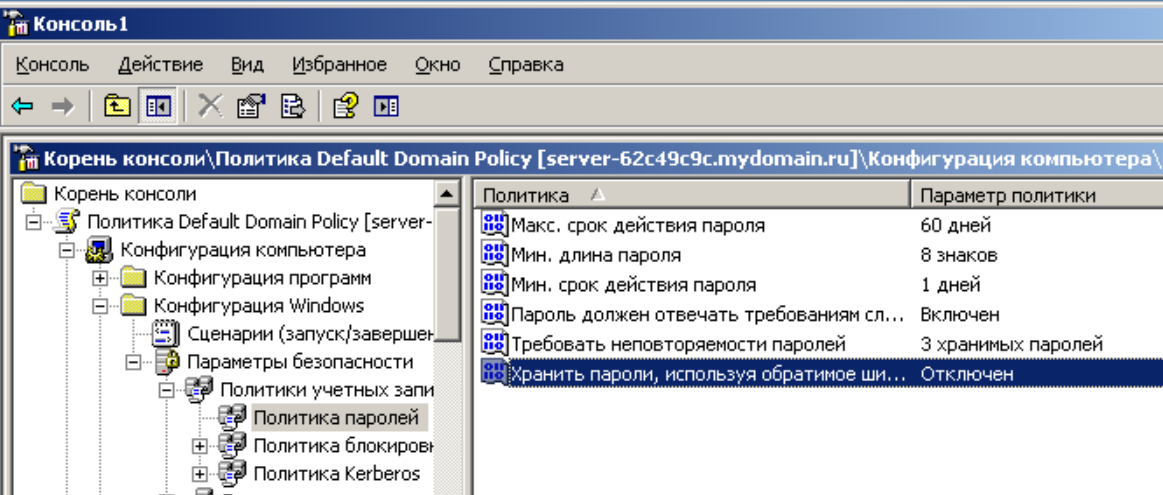 Консоль1
Консоль Действие Вид Избранное Окно Справка
Корень консоли\Политика Default Domain Policy [server-62c49c9c.mydomain.ru]\Конфигурация компьютера\
Корень консоли
Политика Default Domain Policy [server-
Конфигурация компьютера
Конфигурация программ
Конфигурация Windows
Сценарии (запуск/завершен
Параметры безопасности
Политики учетных запи
Политика паролей
Политика блокировк
Политика Kerberos
Политика Параметр политики
Макс. срок действия пароля 60 дней
Мин. длина пароля 8 знаков
Мин. срок действия пароля 1 дней
Пароль должен отвечать требованиям сл... Включен
Требовать неповторяемости паролей 3 хранимых паролей
Хранить пароли, используя обратимое ши... Отключен